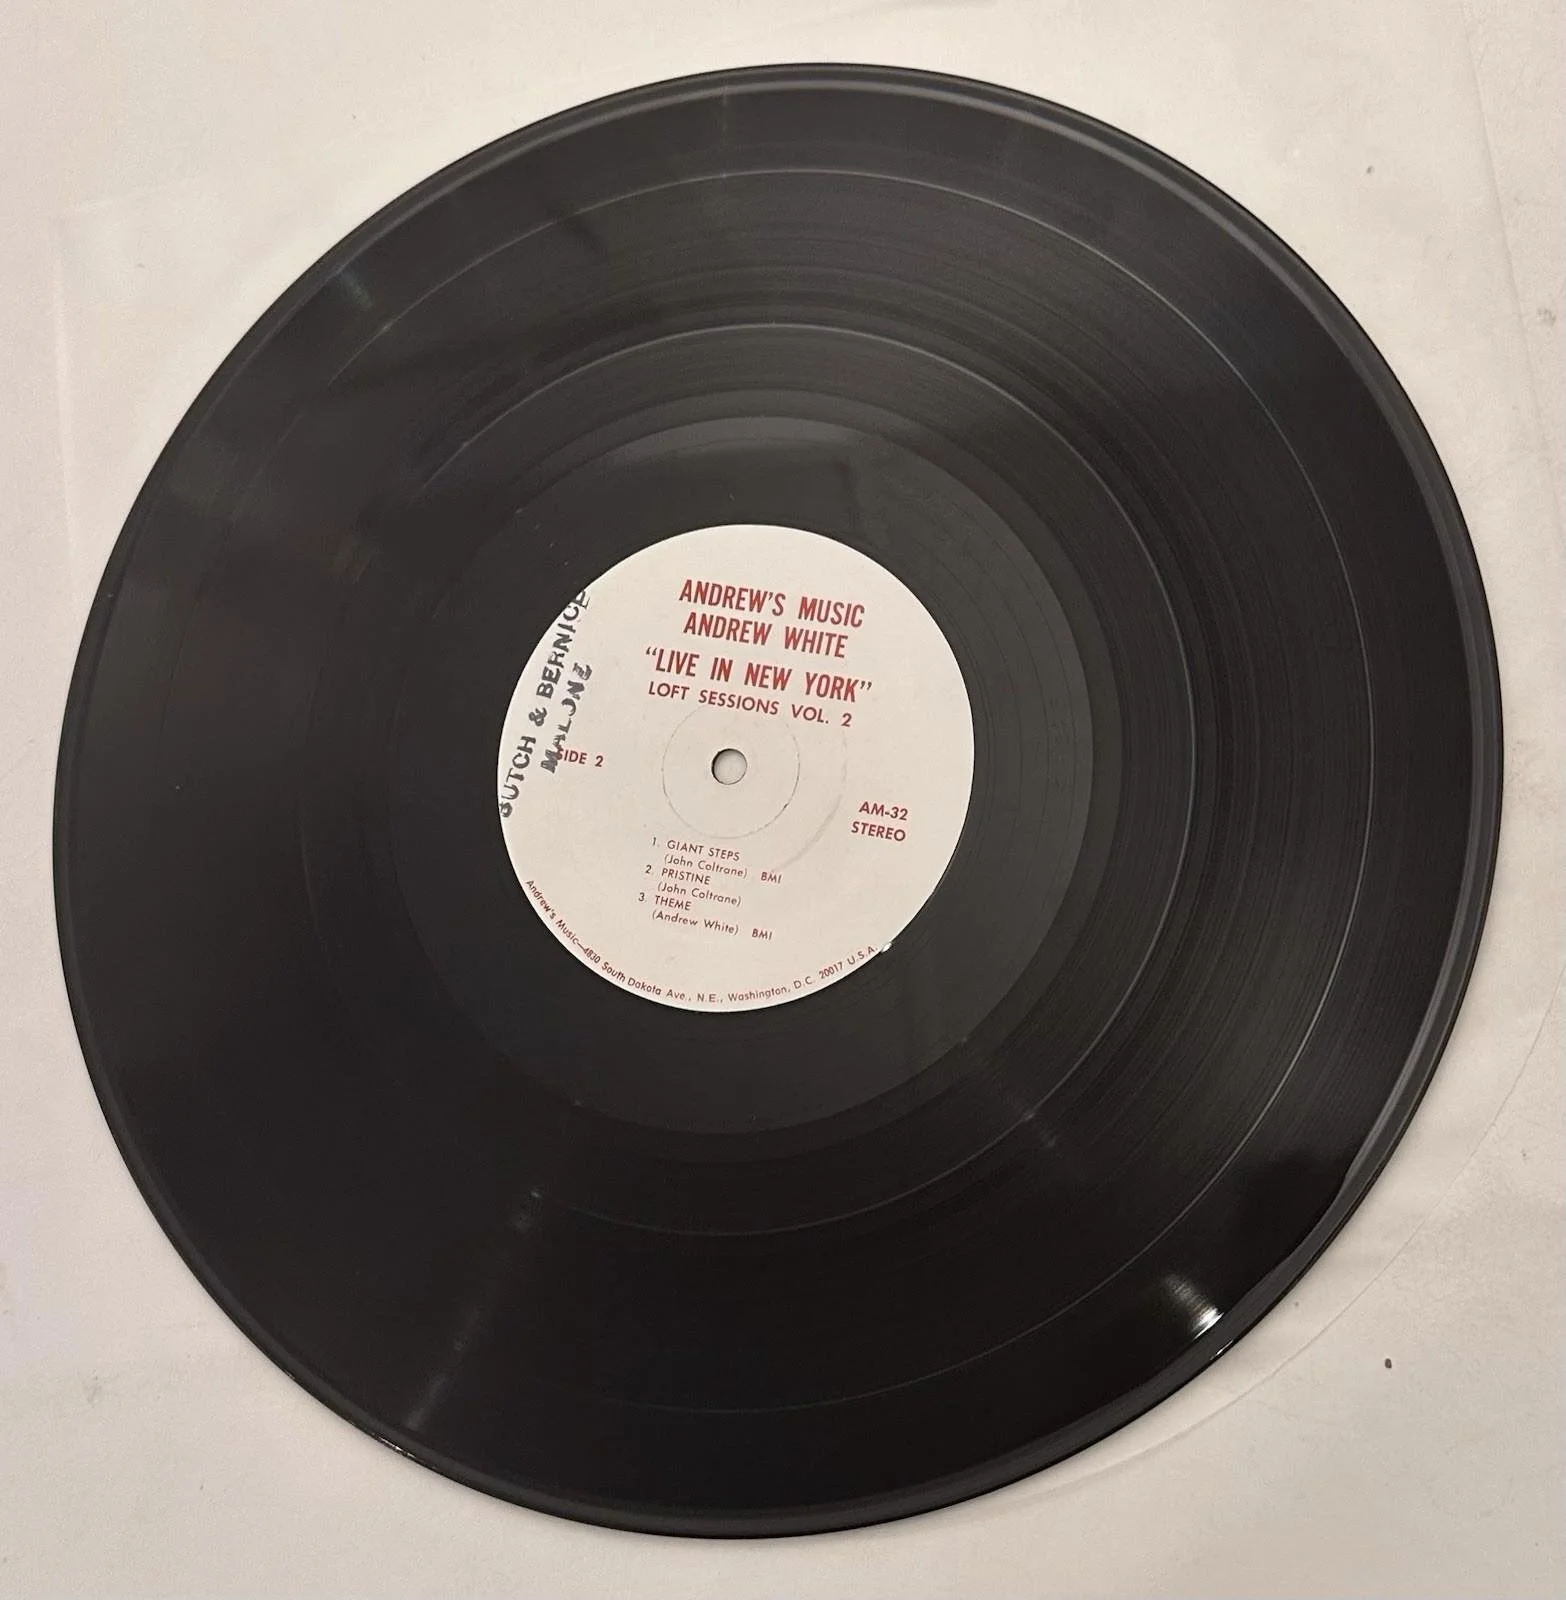 ANDREW'S MUSIC
ANDREW WHITE
“LIVE IN NEW YORK”
LOFT SESSIONS VOL. 2
BUTCH & BERNICE
MALONE
SIDE 2
AM-32
STEREO
1. GIANT STEPS
(John Coltrane) BMI
2. PRISTINE
(John Coltrane)
3. THEME
(Andrew White) BMI
Andrew's Music—4830 South Dakota Ave., N.E., Washington, D.C. 20017 U.S.A.